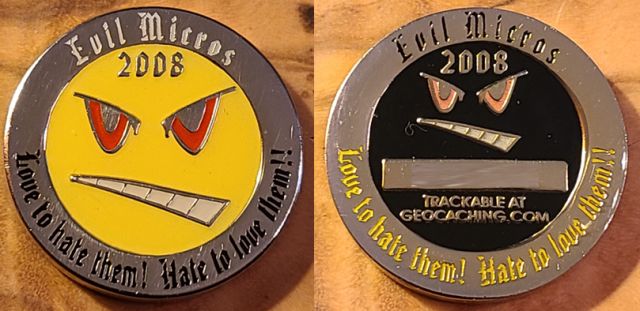 Evil Micros
2008
Love to hate them! Hate to love them!!
Evil Micros
2008
TRACKABLE AT
GEOCACHING.COM
Love to hate them! Hate to love them!!